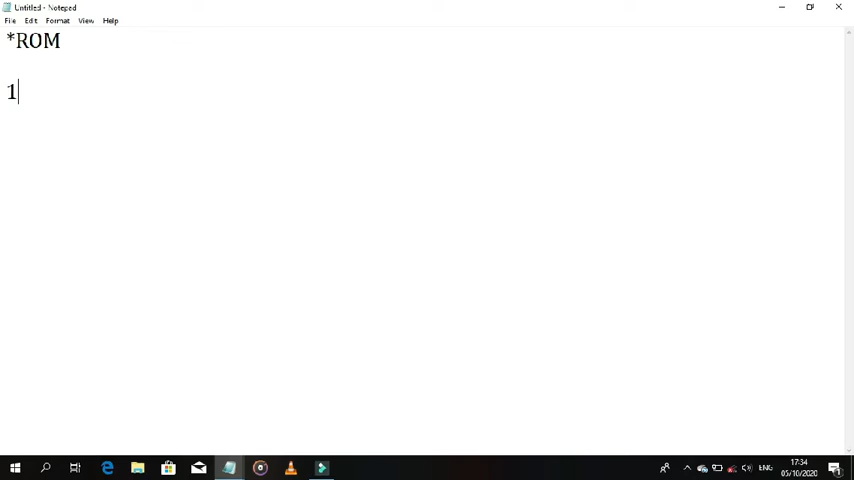 Untitled - Notepad
File Edit Format View Help
*ROM
1
ENG
17:34
05/10/2020